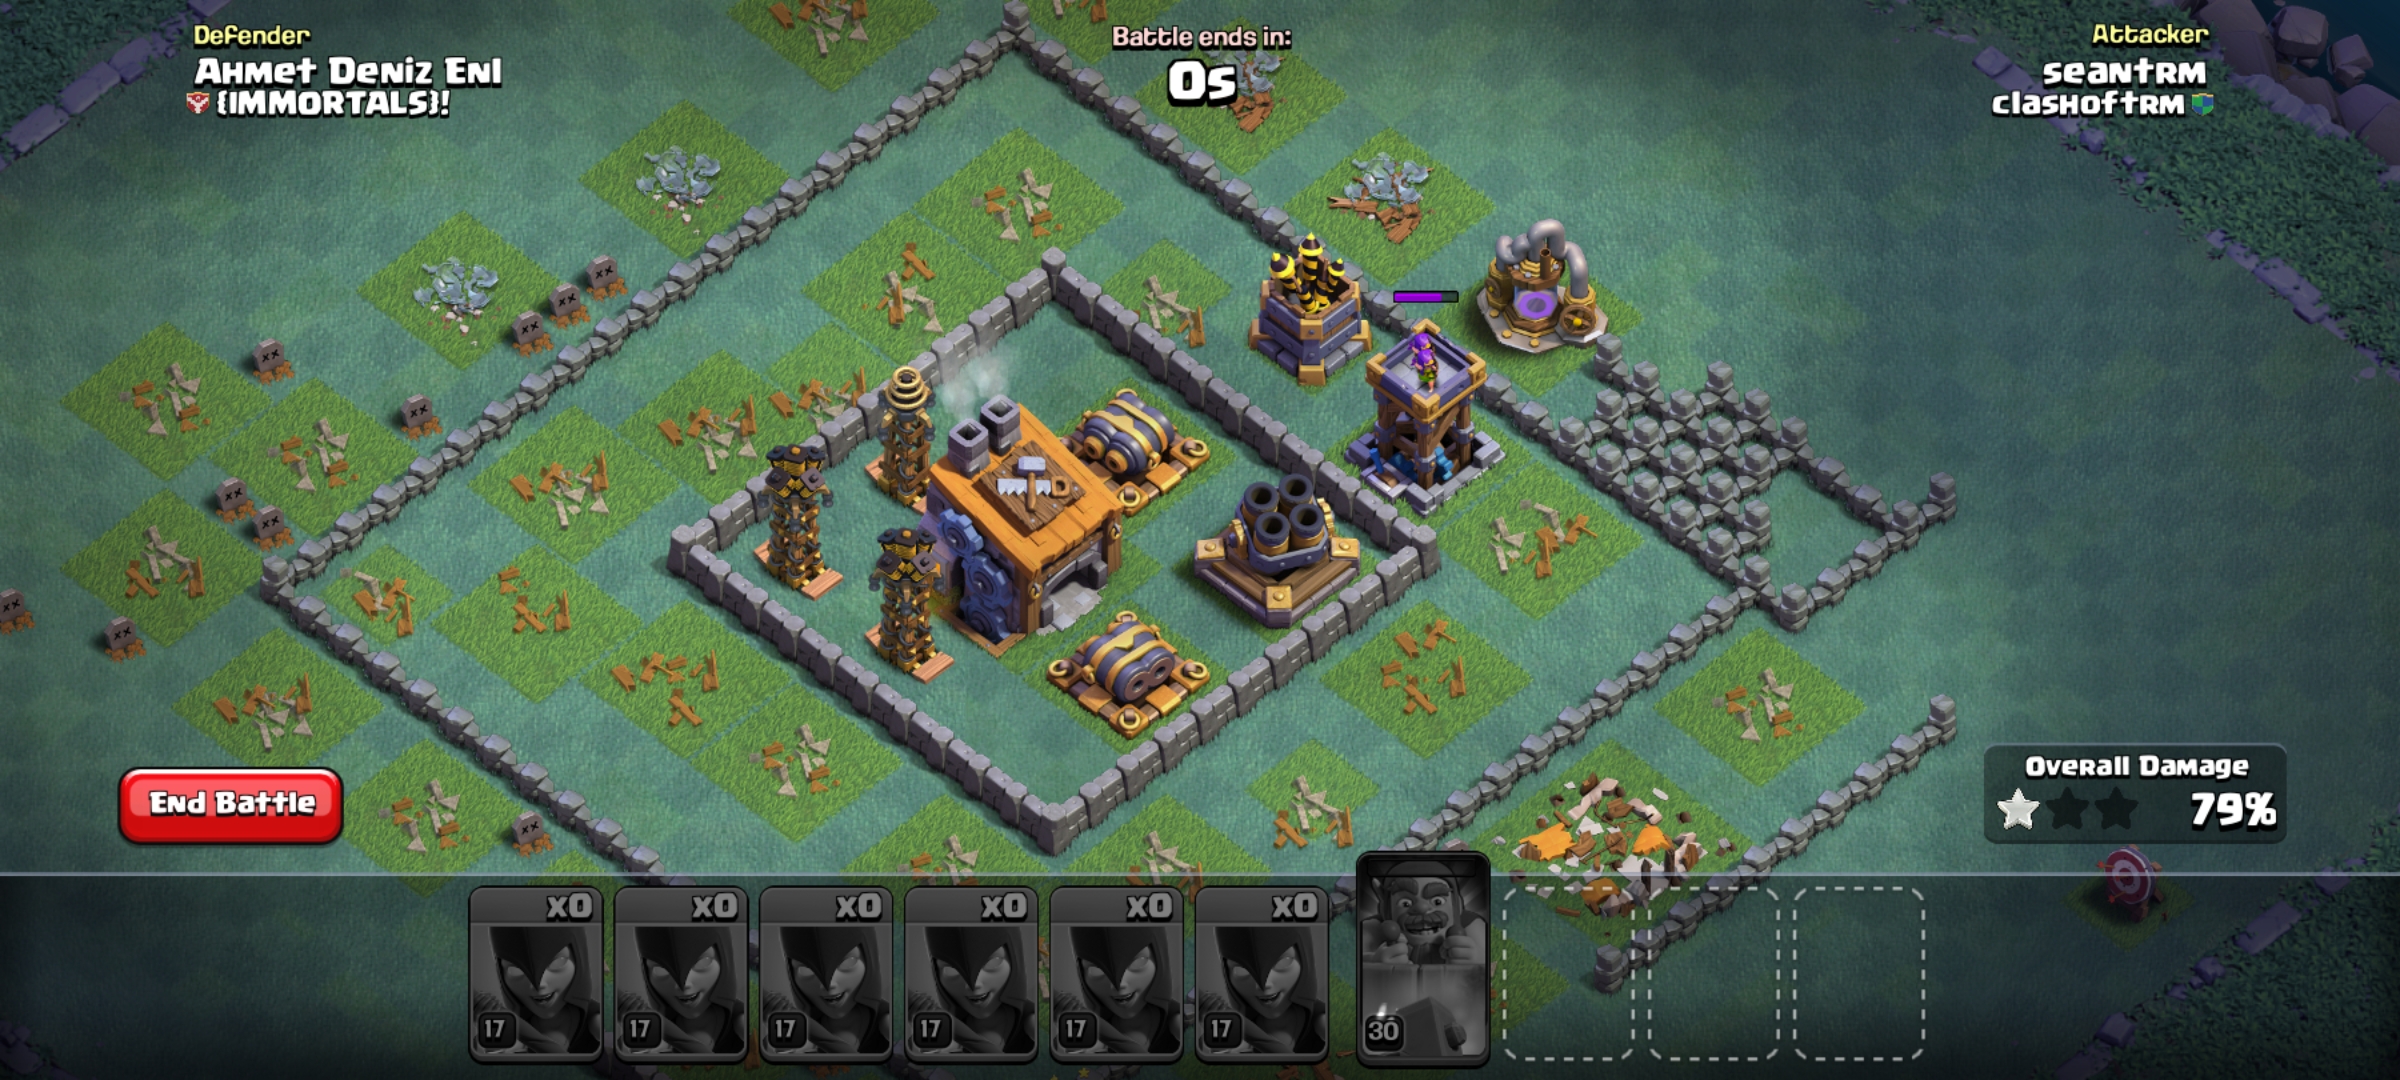 Defender
Ahmet Deniz Enl
{IMMORTALS}!
Battle ends in:
0s
Attacker
seantrm
clashoftrm
End Battle
Overall Damage
79%
x0
x0
x0
x0
x0
x0
17
17
17
17
17
17
30